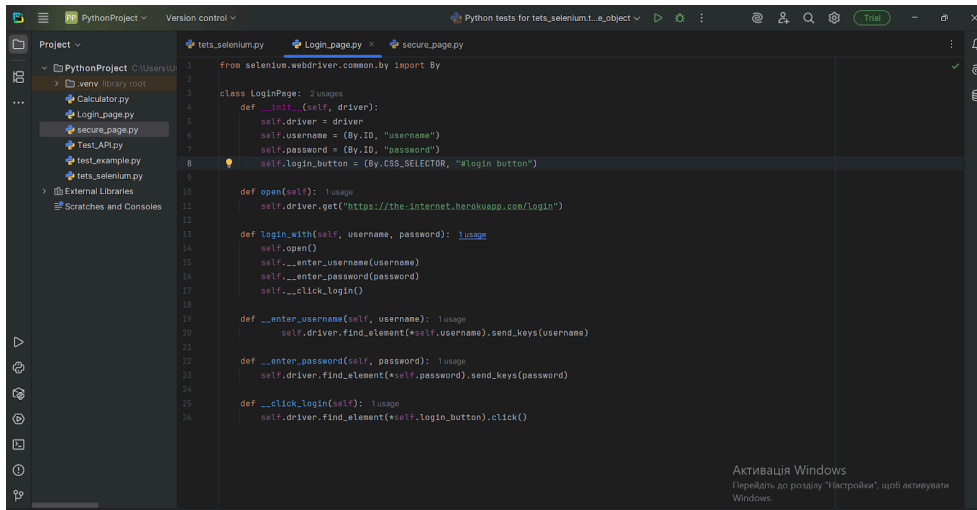 PP PythonProject Version control Python tests for tets_selenium.t...e_object Trial
Project tets_selenium.py Login_page.py secure_page.py
PythonProject C:\Users\U
.venv library root
Calculator.py
Login_page.py
secure_page.py
Test_API.py
test_example.py
tets_selenium.py
External Libraries
Scratches and Consoles
1 from selenium.webdriver.common.by import By
2
3 class LoginPage: 2 usages
4 def __init__(self, driver):
5 self.driver = driver
6 self.username = (By.ID, "username")
7 self.password = (By.ID, "password")
8 self.login_button = (By.CSS_SELECTOR, "#login button")
9
10 def open(self): 1 usage
11 self.driver.get("https://the-internet.herokuapp.com/login")
12
13 def login_with(self, username, password): 1 usage
14 self.open()
15 self.__enter_username(username)
16 self.__enter_password(password)
17 self.__click_login()
18
19 def __enter_username(self, username): 1 usage
20 self.driver.find_element(*self.username).send_keys(username)
21
22 def __enter_password(self, password): 1 usage
23 self.driver.find_element(*self.password).send_keys(password)
24
25 def __click_login(self): 1 usage
26 self.driver.find_element(*self.login_button).click()
Активація Windows
Перейдіть до розділу "Настройки", щоб активувати
Windows.